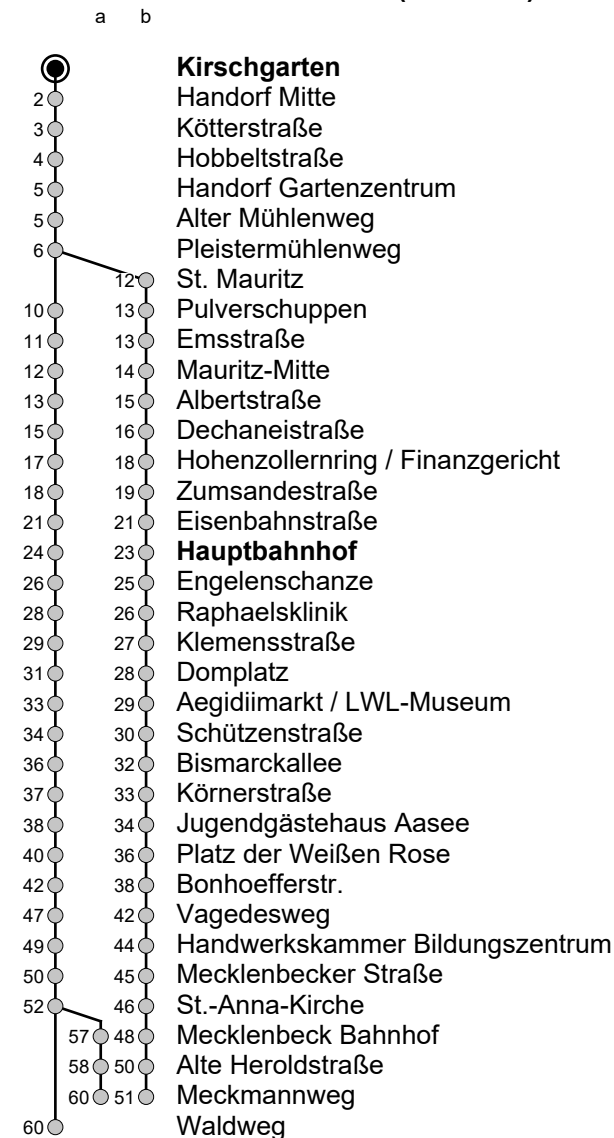 a b
Kirschgarten
2 Handorf Mitte
3 Kötterstraße
4 Hobbeltstraße
5 Handorf Gartenzentrum
5 Alter Mühlenweg
6 Pleistermühlenweg
12 St. Mauritz
10 13 Pulverschuppen
11 13 Emsstraße
12 14 Mauritz-Mitte
13 15 Albertstraße
15 16 Dechaneistraße
17 18 Hohenzollernring / Finanzgericht
18 19 Zumsandestraße
21 21 Eisenbahnstraße
24 23 Hauptbahnhof
26 25 Engelenschanze
28 26 Raphaelsklinik
29 27 Klemensstraße
31 28 Domplatz
33 29 Aegidiimarkt / LWL-Museum
34 30 Schützenstraße
36 32 Bismarckallee
37 33 Körnerstraße
38 34 Jugendgästehaus Aasee
40 36 Platz der Weißen Rose
42 38 Bonhoefferstr.
47 42 Vagedesweg
49 44 Handwerkskammer Bildungszentrum
50 45 Mecklenbecker Straße
52 46 St.-Anna-Kirche
57 48 Mecklenbeck Bahnhof
58 50 Alte Heroldstraße
60 51 Meckmannweg
60 Waldweg